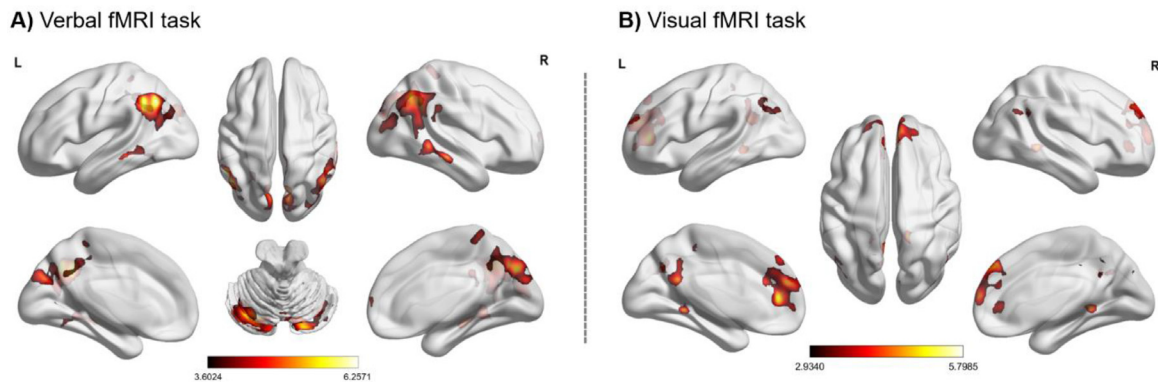 A) Verbal fMRI task
L
R
3.6024 6.2571
B) Visual fMRI task
L
R
2.9340 5.7985